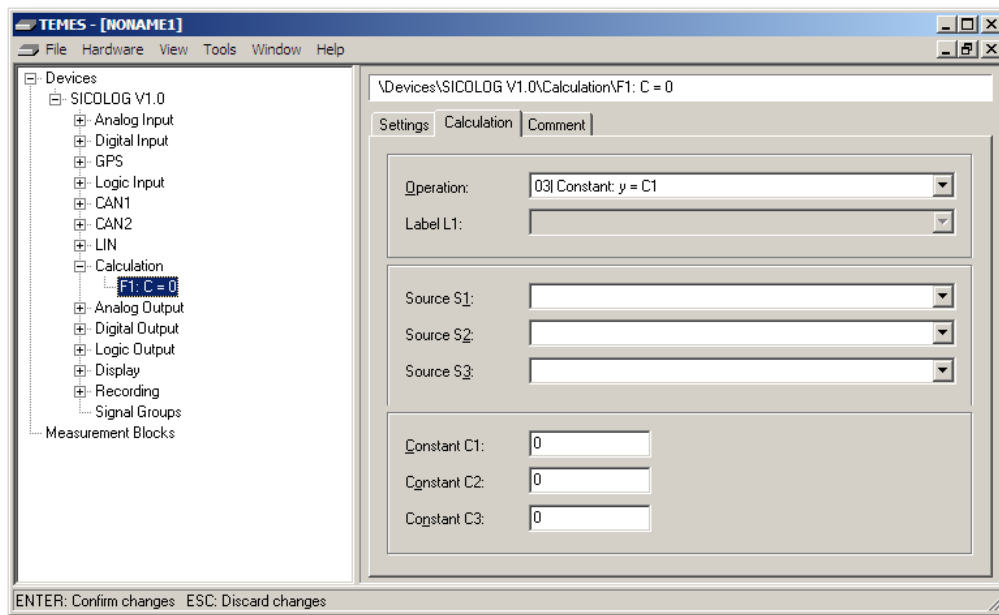 TEMES - [NONAME1]
File Hardware View Tools Window Help
Devices
SICOLOG V1.0
Analog Input
Digital Input
GPS
Logic Input
CAN1
CAN2
LIN
Calculation
F1: C = 0
Analog Output
Digital Output
Logic Output
Display
Recording
Signal Groups
Measurement Blocks
\Devices\SICOLOG V1.0\Calculation\F1: C = 0
Settings Calculation Comment
Operation: 03| Constant: y = C1
Label L1:
Source S1:
Source S2:
Source S3:
Constant C1: 0
Constant C2: 0
Constant C3: 0
ENTER: Confirm changes ESC: Discard changes